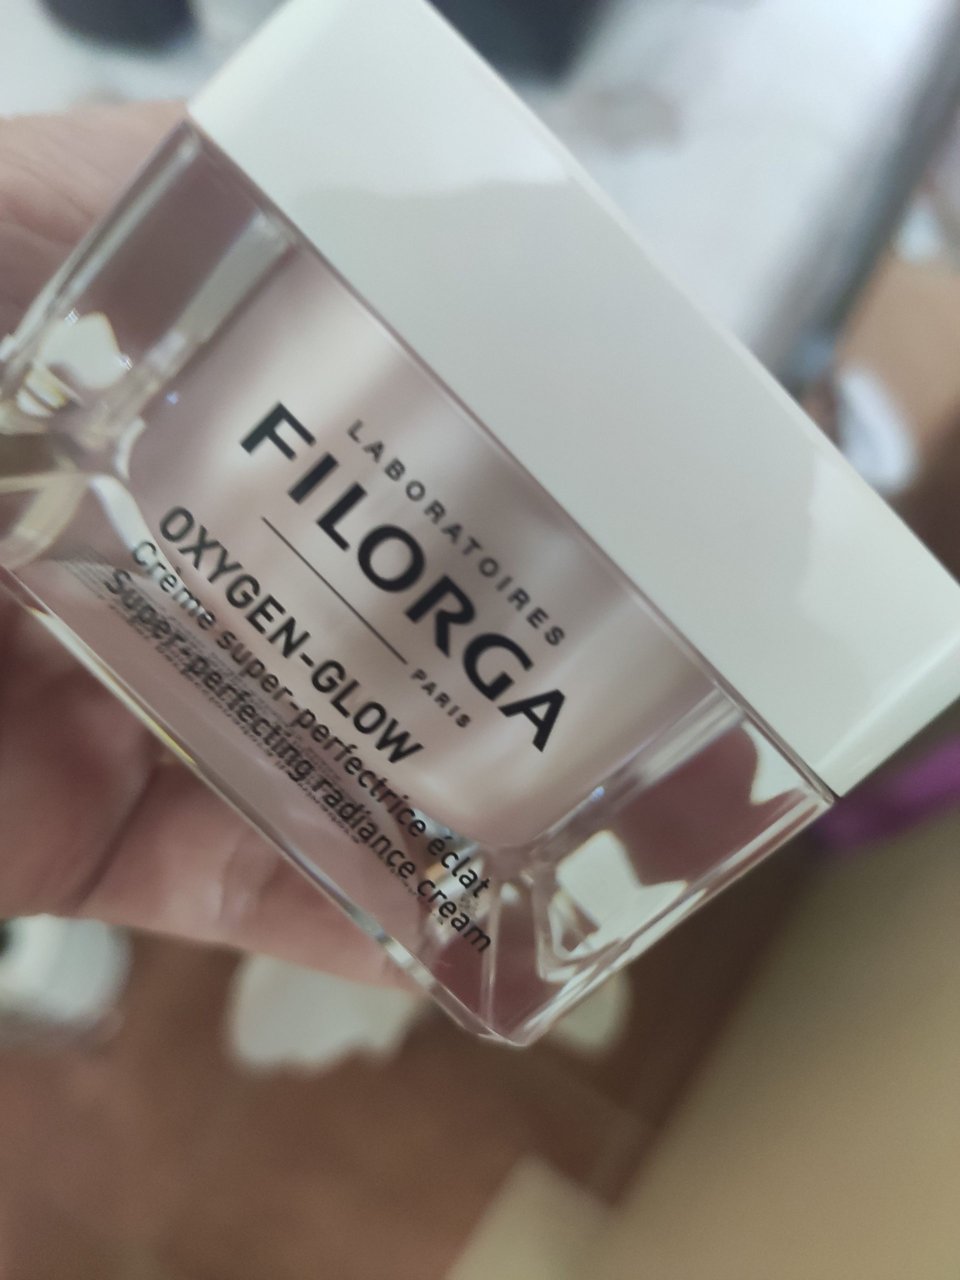 LABORATOIRES
FILORGA
PARIS
OXYGEN-GLOW
Crème super-perfectrice éclat
Super-perfecting radiance cream